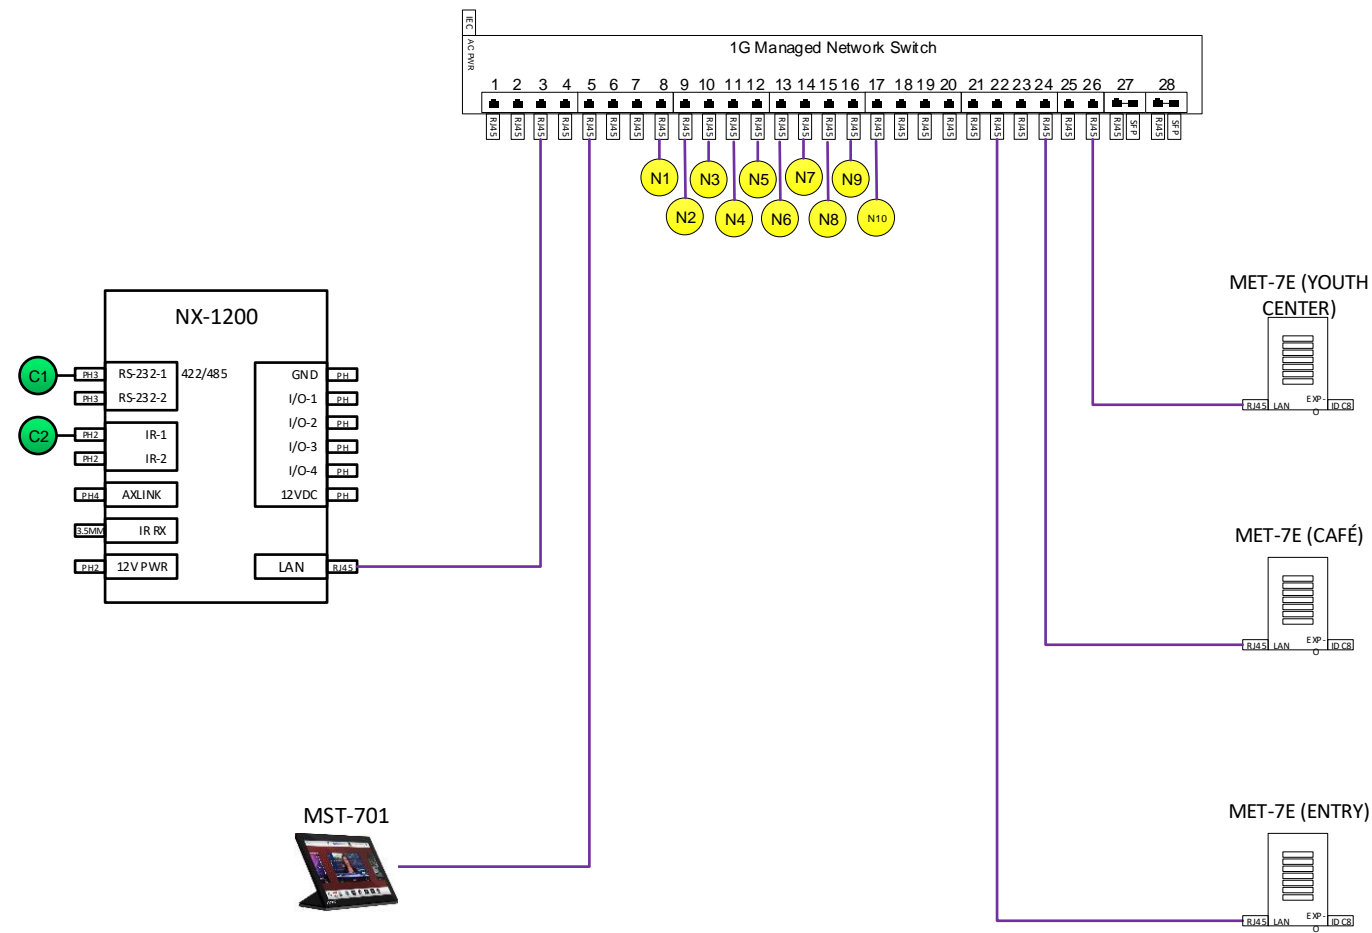 IEC
AC PWR
1G Managed Network Switch
1 2 3 4 5 6 7 8 9 10 11 12 13 14 15 16 17 18 19 20 21 22 23 24 25 26 27 28
RJ45 RJ45 RJ45 RJ45 RJ45 RJ45 RJ45 RJ45 RJ45 RJ45 RJ45 RJ45 RJ45 RJ45 RJ45 RJ45 RJ45 RJ45 RJ45 RJ45 RJ45 RJ45 RJ45 RJ45 RJ45 RJ45 RJ45 SFP RJ45 SFP
N1 N3 N5 N7 N9
N2 N4 N6 N8 N10
MET-7E (YOUTH
CENTER)
RJ45 LAN EXP-
O
IDC8
NX-1200
C1 PH3 RS-232-1 422/485 GND PH
PH3 RS-232-2 I/O-1 PH
I/O-2 PH
C2 PH2 IR-1 I/O-3 PH
PH2 IR-2 I/O-4 PH
PH4 AXLINK 12VDC PH
3.5MM IR RX
PH2 12V PWR LAN RJ45
MET-7E (CAFÉ)
RJ45 LAN EXP-
O
IDC8
MST-701
MET-7E (ENTRY)
RJ45 LAN EXP-
O
IDC8